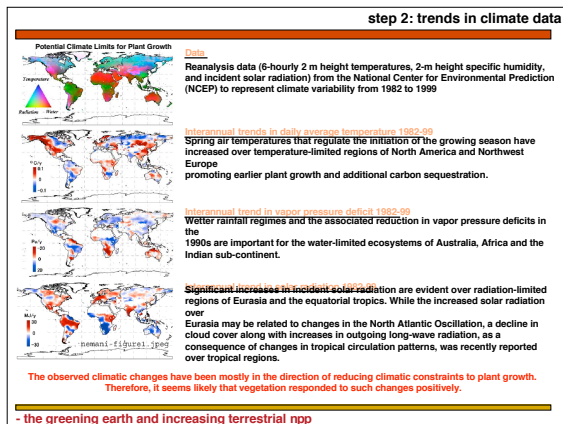 step 2: trends in climate data
Potential Climate Limits for Plant Growth
Temperature
Radiation Water
Data
Reanalysis data (6-hourly 2 m height temperatures, 2-m height specific humidity,
and incident solar radiation) from the National Center for Environmental Prediction
(NCEP) to represent climate variability from 1982 to 1999
Interannual trends in daily average temperature 1982-99
Spring air temperatures that regulate the initiation of the growing season have
increased over temperature-limited regions of North America and Northwest
Europe
promoting earlier plant growth and additional carbon sequestration.
0.1
-0.1
Interannual trend in vapor pressure deficit 1982-99
Wetter rainfall regimes and the associated reduction in vapor pressure deficits in
the
1990s are important for the water-limited ecosystems of Australia, Africa and the
Indian sub-continent.
Pa/y
-20
20
Significant increases in incident solar radiation are evident over radiation-limited
regions of Eurasia and the equatorial tropics. While the increased solar radiation
over
Eurasia may be related to changes in the North Atlantic Oscillation, a decline in
cloud cover along with increases in outgoing long-wave radiation, as a
consequence of changes in tropical circulation patterns, was recently reported
over tropical regions.
MJ/y
-30
nemani-figure1.jpeg
The observed climatic changes have been mostly in the direction of reducing climatic constraints to plant growth.
Therefore, it seems likely that vegetation responded to such changes positively.
- the greening earth and increasing terrestrial npp